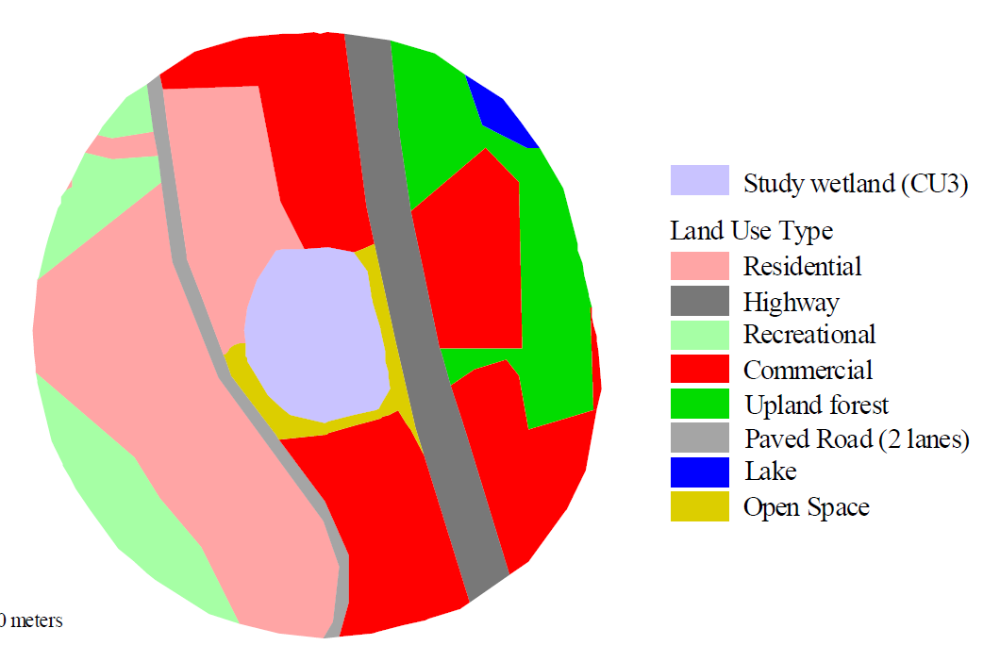 Study wetland (CU3)
Land Use Type
Residential
Highway
Recreational
Commercial
Upland forest
Paved Road (2 lanes)
Lake
Open Space
0 meters